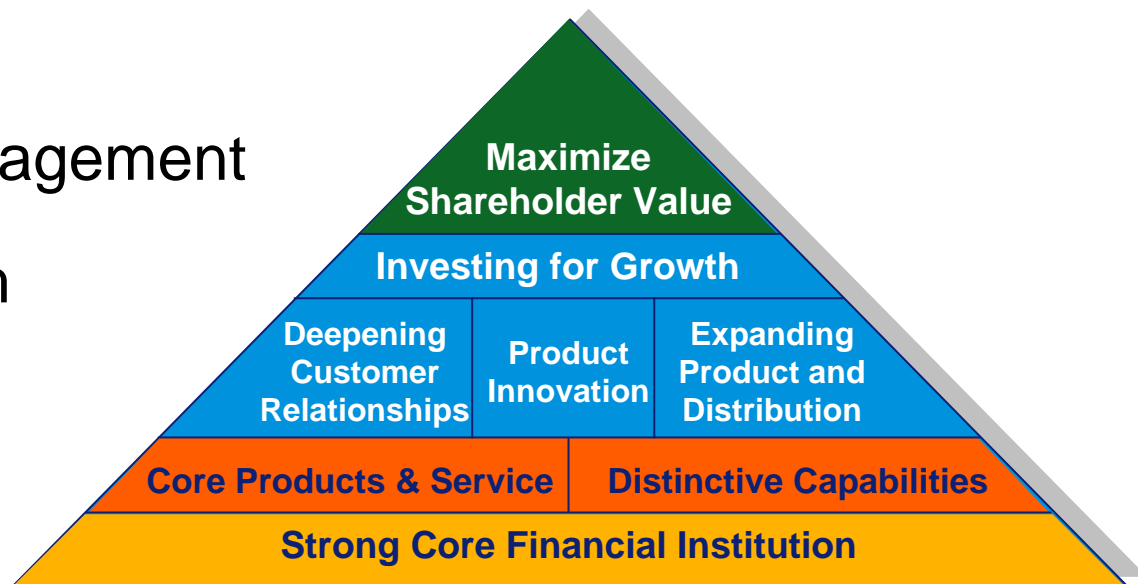 Maximize
Shareholder Value
Investing for Growth
Deepening
Customer
Relationships
Product
Innovation
Expanding
Product and
Distribution
Core Products & Service
Distinctive Capabilities
Strong Core Financial Institution